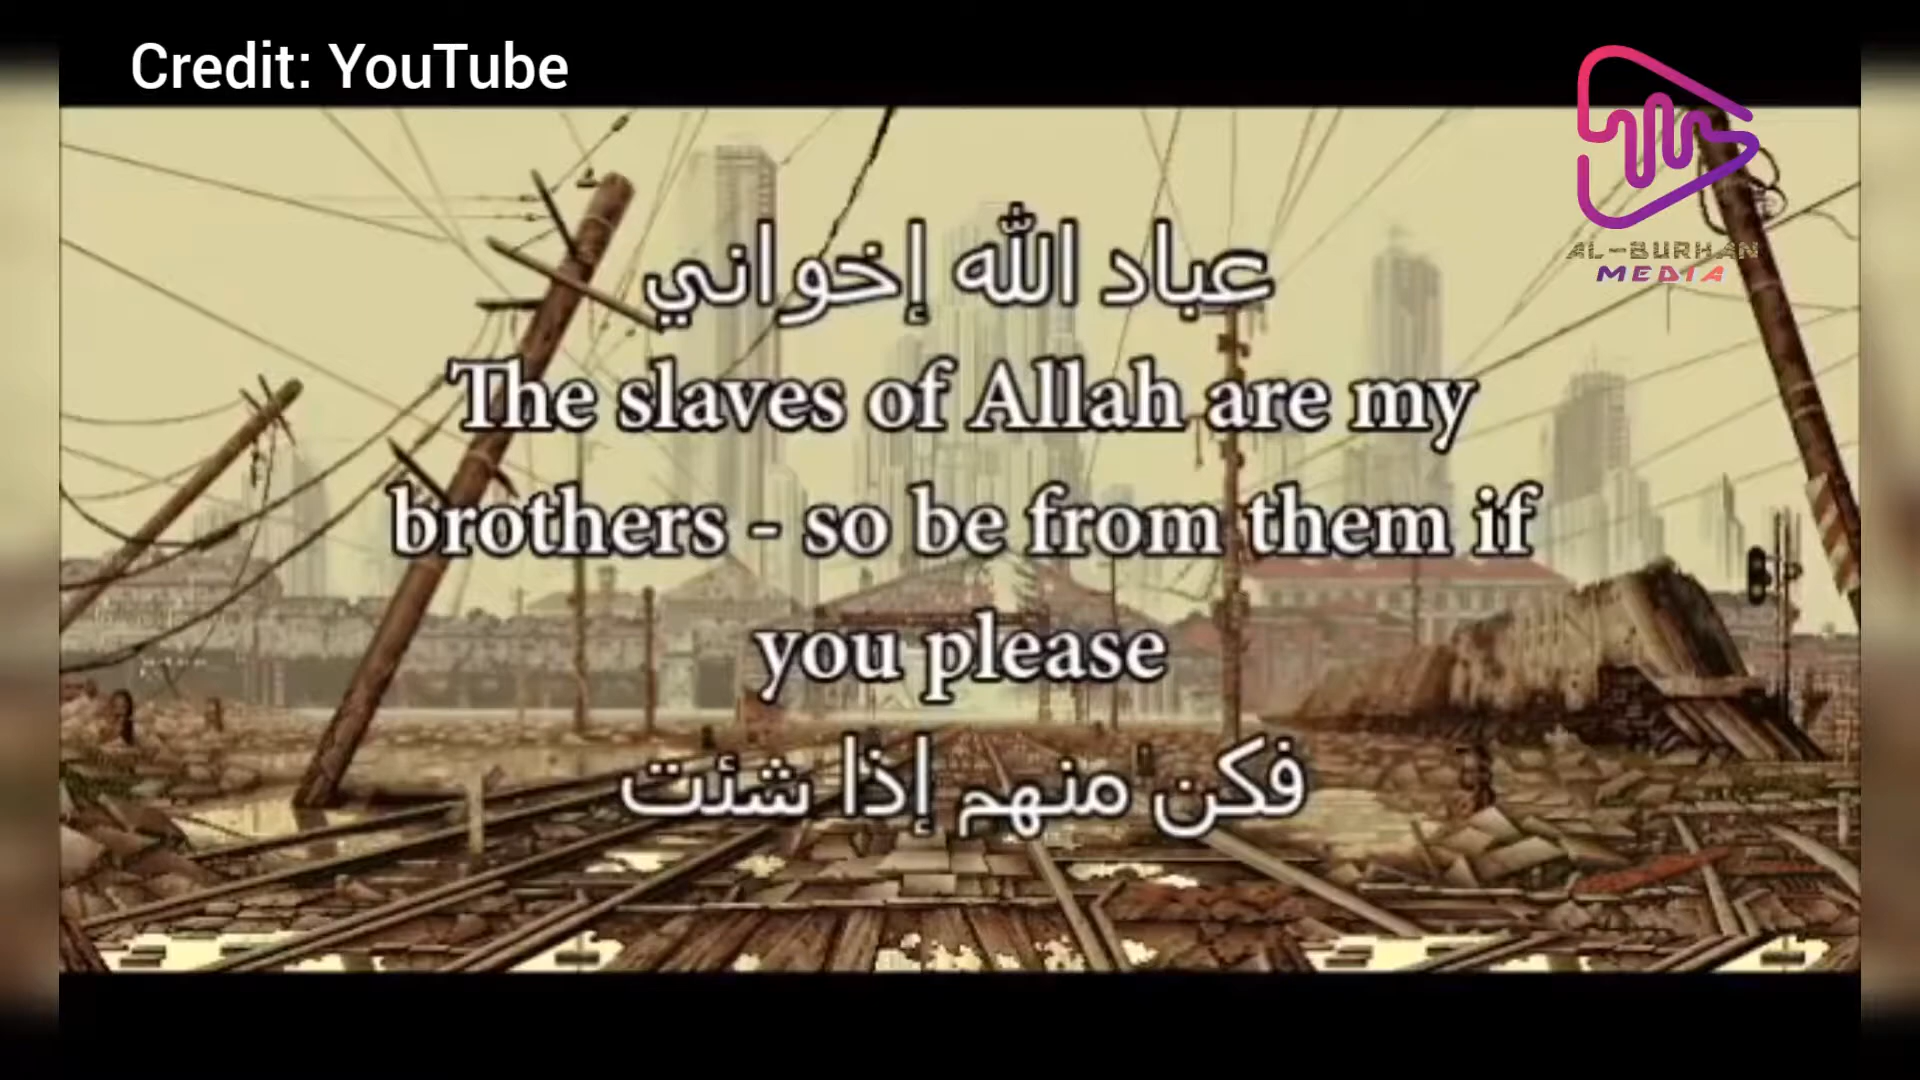 Credit: YouTube
AL-BURHAN
MEDIA
عباد الله إخواني
The slaves of Allah are my
brothers - so be from them if
you please
فكن منهم إذا شئت